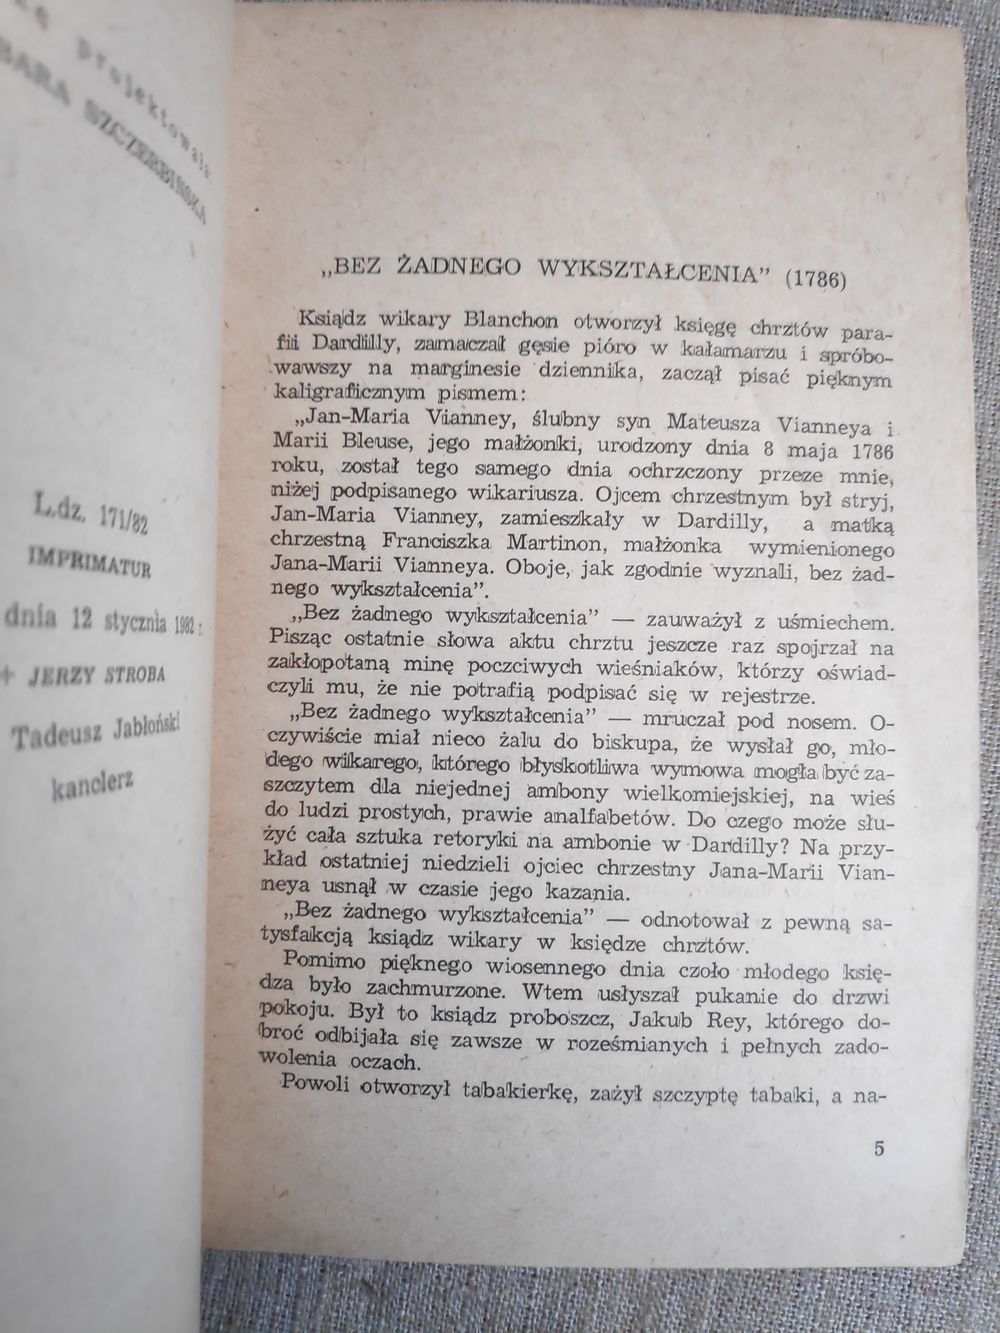 projektowała
BARA SZCZERBIŃSKA
L.dz. 171/82
IMPRIMATUR
dnia 12 stycznia 1982 r.
+ JERZY STROBA
Tadeusz Jabłoński
kanclerz
„BEZ ŻADNEGO WYKSZTAŁCENIA” (1786)
Ksiądz wikary Blanchon otworzył księgę chrztów para-
fii Dardilly, zamaczał gęsie pióro w kałamarzu i spróbo-
wawszy na marginesie dziennika, zaczął pisać pięknym
kaligraficznym pismem:
„Jan-Maria Vianney, ślubny syn Mateusza Vianneya i
Marii Bleuse, jego małżonki, urodzony dnia 8 maja 1786
roku, został tego samego dnia ochrzczony przeze mnie,
niżej podpisanego wikariusza. Ojcem chrzestnym był stryj,
Jan-Maria Vianney, zamieszkały w Dardilly, a matką
chrzestną Franciszka Martinon, małżonka wymienionego
Jana-Marii Vianneya. Oboje, jak zgodnie wyznali, bez żad-
nego wykształcenia”.
„Bez żadnego wykształcenia” — zauważył z uśmiechem.
Pisząc ostatnie słowa aktu chrztu jeszcze raz spojrzał na
zakłopotaną minę poczciwych wieśniaków, którzy oświad-
czyli mu, że nie potrafią podpisać się w rejestrze.
„Bez żadnego wykształcenia” — mruczał pod nosem. O-
czywiście miał nieco żalu do biskupa, że wysłał go, mło-
dego wikarego, którego błyskotliwa wymowa mogła być za-
szczytem dla niejednej ambony wielkomiejskiej, na wieś
do ludzi prostych, prawie analfabetów. Do czego może słu-
żyć cała sztuka retoryki na ambonie w Dardilly? Na przy-
kład ostatniej niedzieli ojciec chrzestny Jana-Marii Vian-
neya usnął w czasie jego kazania.
„Bez żadnego wykształcenia” — odnotował z pewną sa-
tysfakcją ksiądz wikary w księdze chrztów.
Pomimo pięknego wiosennego dnia czoło młodego księ-
dza było zachmurzone. Wtem usłyszał pukanie do drzwi
pokoju. Był to ksiądz proboszcz, Jakub Rey, którego do-
broć odbijała się zawsze w roześmianych i pełnych zado-
wolenia oczach.
Powoli otworzył tabakierkę, zażył szczyptę tabaki, a na-
5